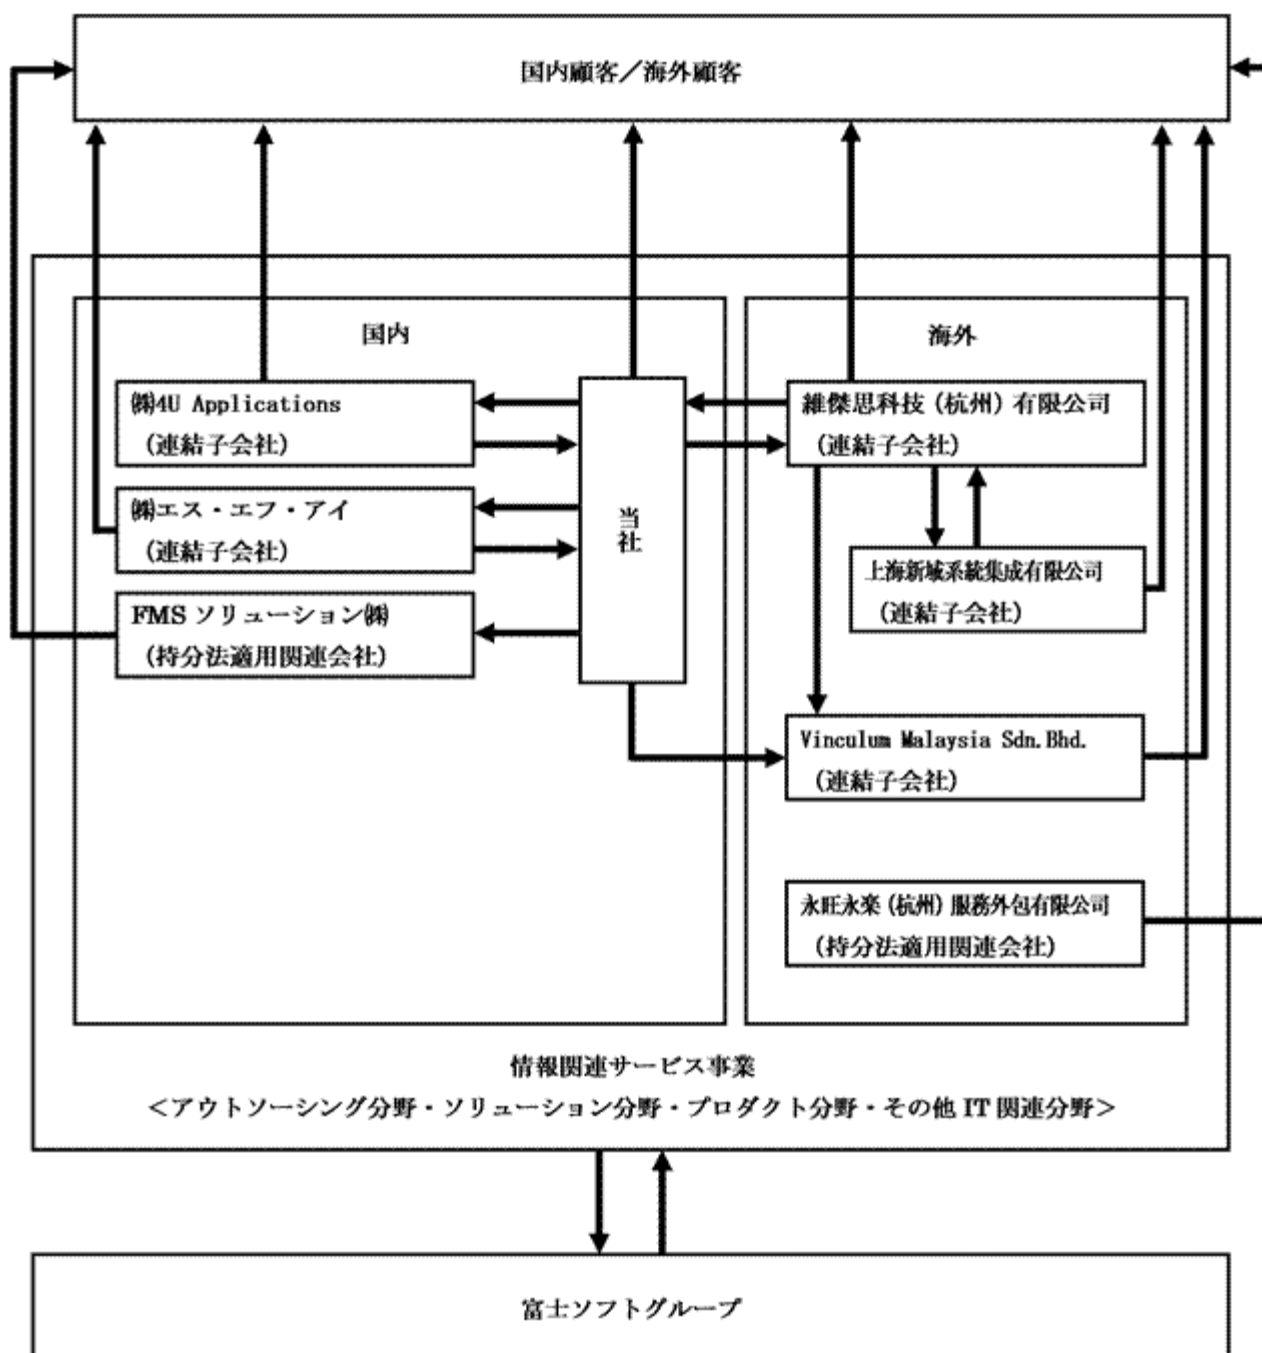 国内顧客／海外顧客
国内
㈱4U Applications
（連結子会社）
㈱エス・エフ・アイ
（連結子会社）
FMS ソリューション㈱
（持分法適用関連会社）
当社
海外
維傑思科技（杭州）有限公司
（連結子会社）
上海新域系統集成有限公司
（連結子会社）
Vinculum Malaysia Sdn.Bhd.
（連結子会社）
永旺永楽（杭州）服務外包有限公司
（持分法適用関連会社）
情報関連サービス事業
＜アウトソーシング分野・ソリューション分野・プロダクト分野・その他 IT 関連分野＞
富士ソフトグループ